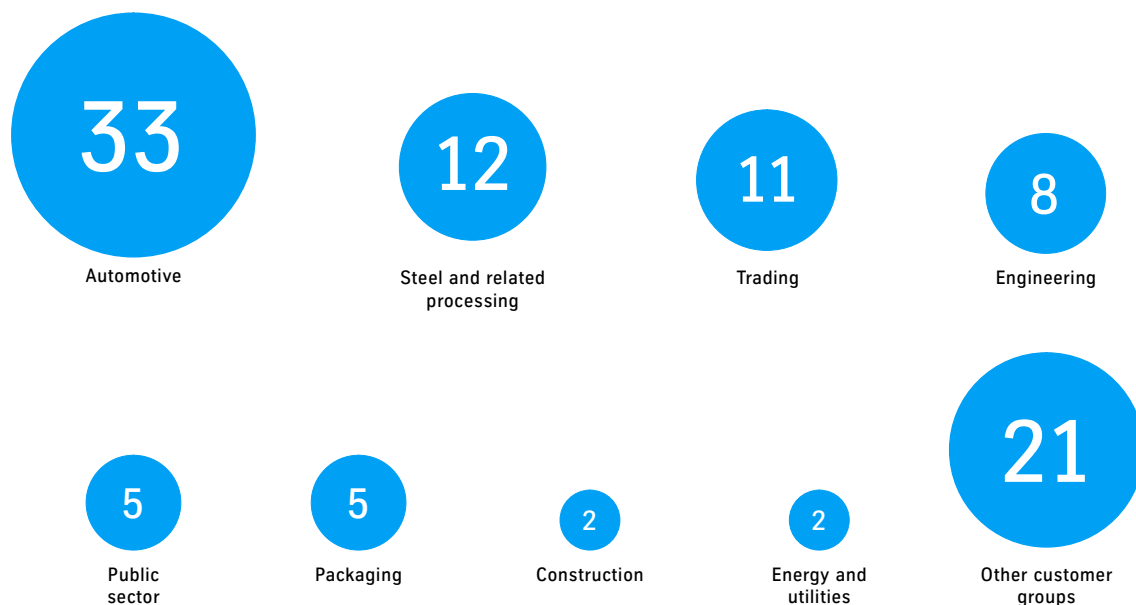 33
12
11
8
Automotive
Steel and related
processing
Trading
Engineering
5
5
2
2
21
Public
sector
Packaging
Construction
Energy and
utilities
Other customer
groups